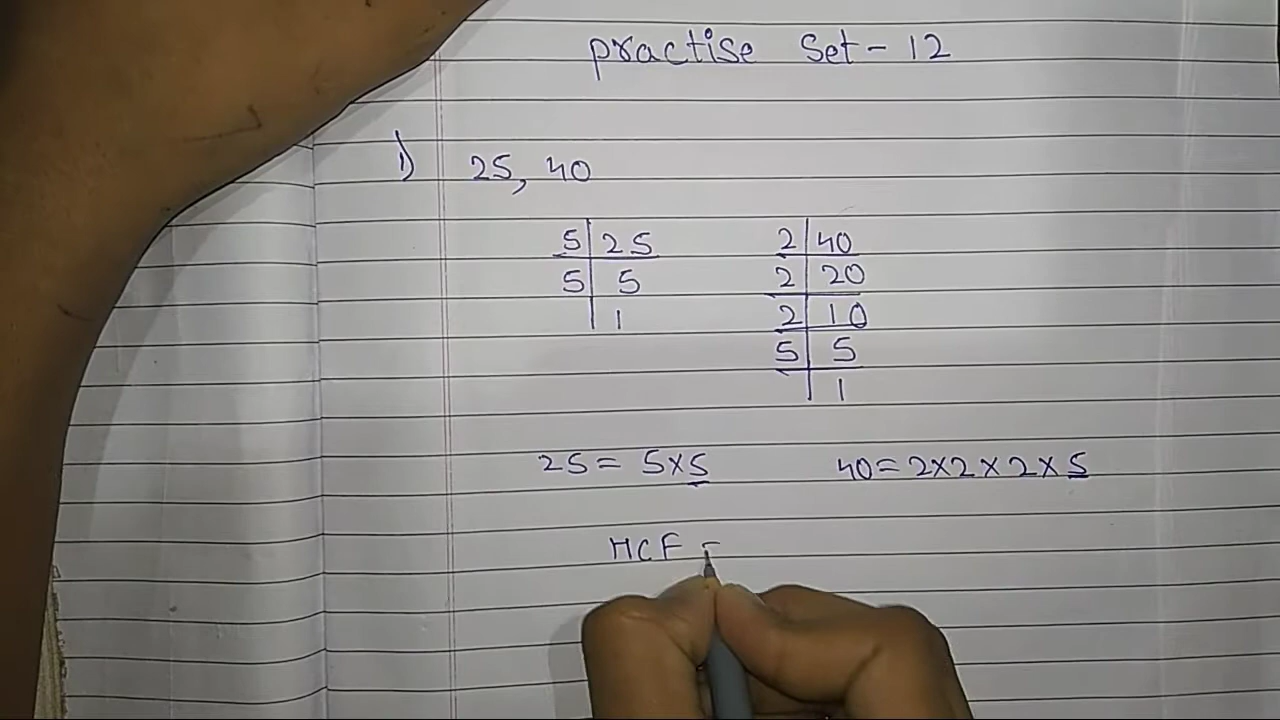 practise set - 12
1) 25, 40
5 | 25 2 | 40
5 | 5 2 | 20
| 1 2 | 10
5 | 5
| 1
25 = 5×5 40 = 2×2×2×5
HCF =